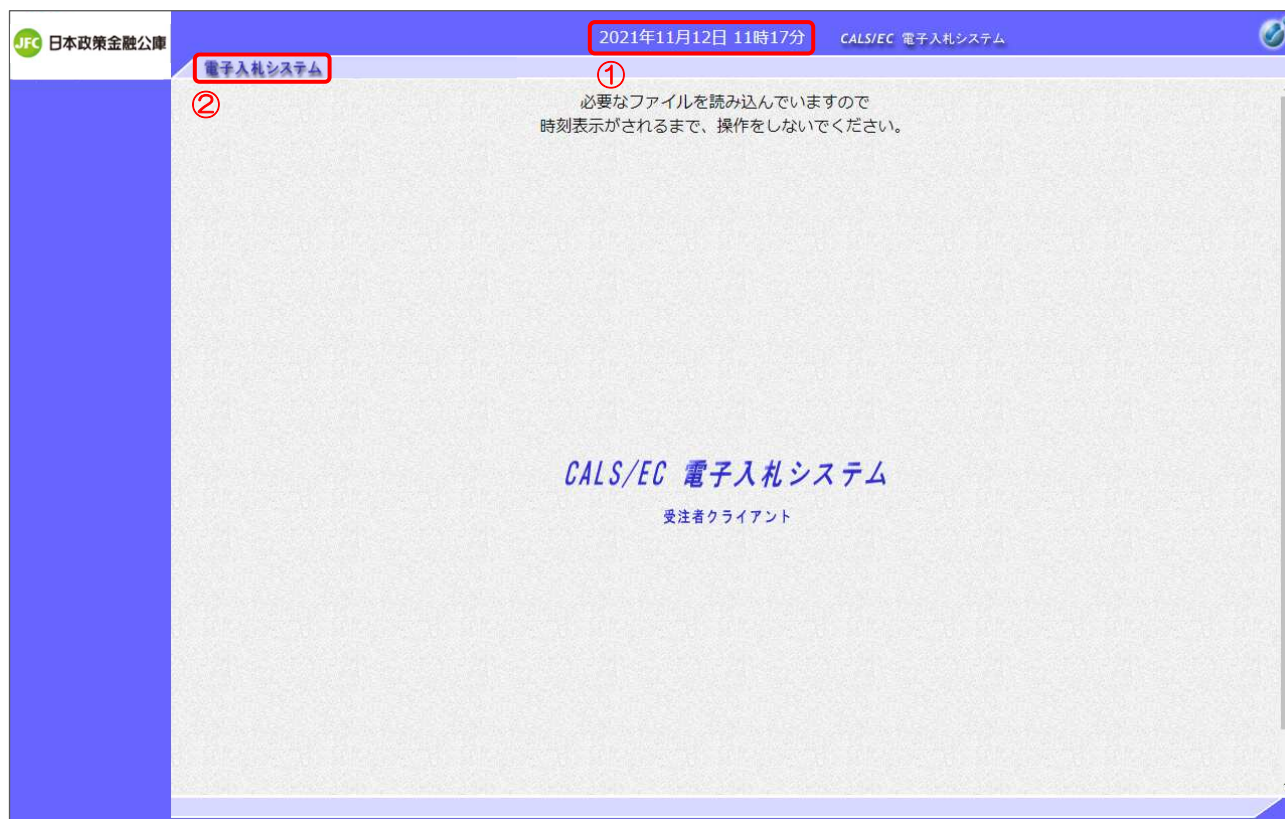 JFC 日本政策金融公庫
2021年11月12日 11時17分
CALS/EC 電子入札システム
電子入札システム
①
②
必要なファイルを読み込んでいますので
時刻表示がされるまで、操作をしないでください。
CALS/EC 電子入札システム
受注者クライアント